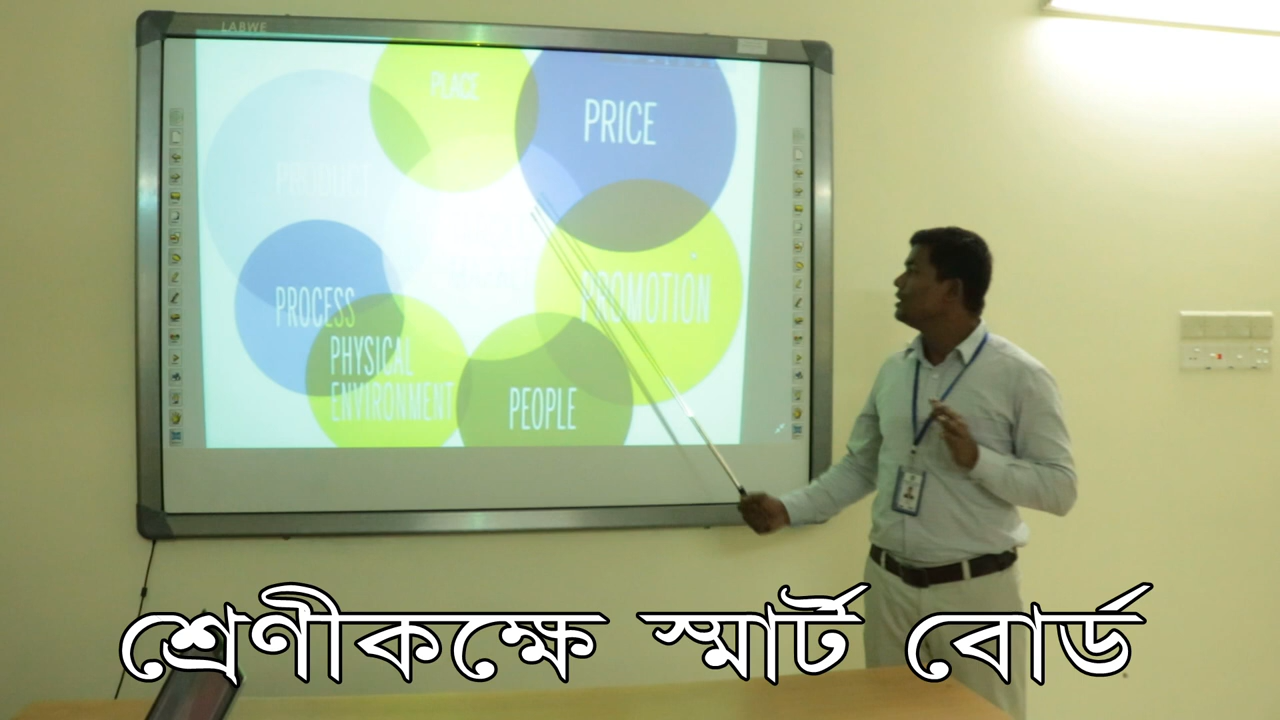 LABWE
PLACE
PRICE
PRODUCT
PROMOTION
PROCESS
PHYSICAL
ENVIRONMENT
PEOPLE
শ্রেণীকক্ষে স্মার্ট বোর্ড